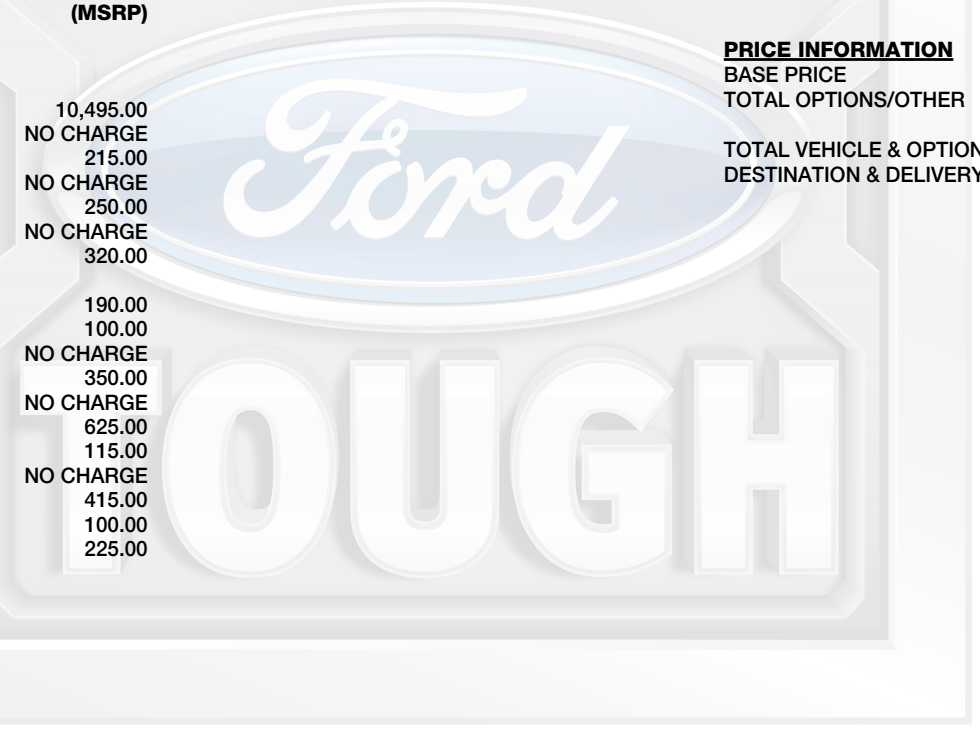 (MSRP)
10,495.00
NO CHARGE
215.00
NO CHARGE
250.00
NO CHARGE
320.00
190.00
100.00
NO CHARGE
350.00
NO CHARGE
625.00
115.00
NO CHARGE
415.00
100.00
225.00
PRICE INFORMATION
BASE PRICE
TOTAL OPTIONS/OTHER
TOTAL VEHICLE & OPTION
DESTINATION & DELIVERY
Ford
TOUGH